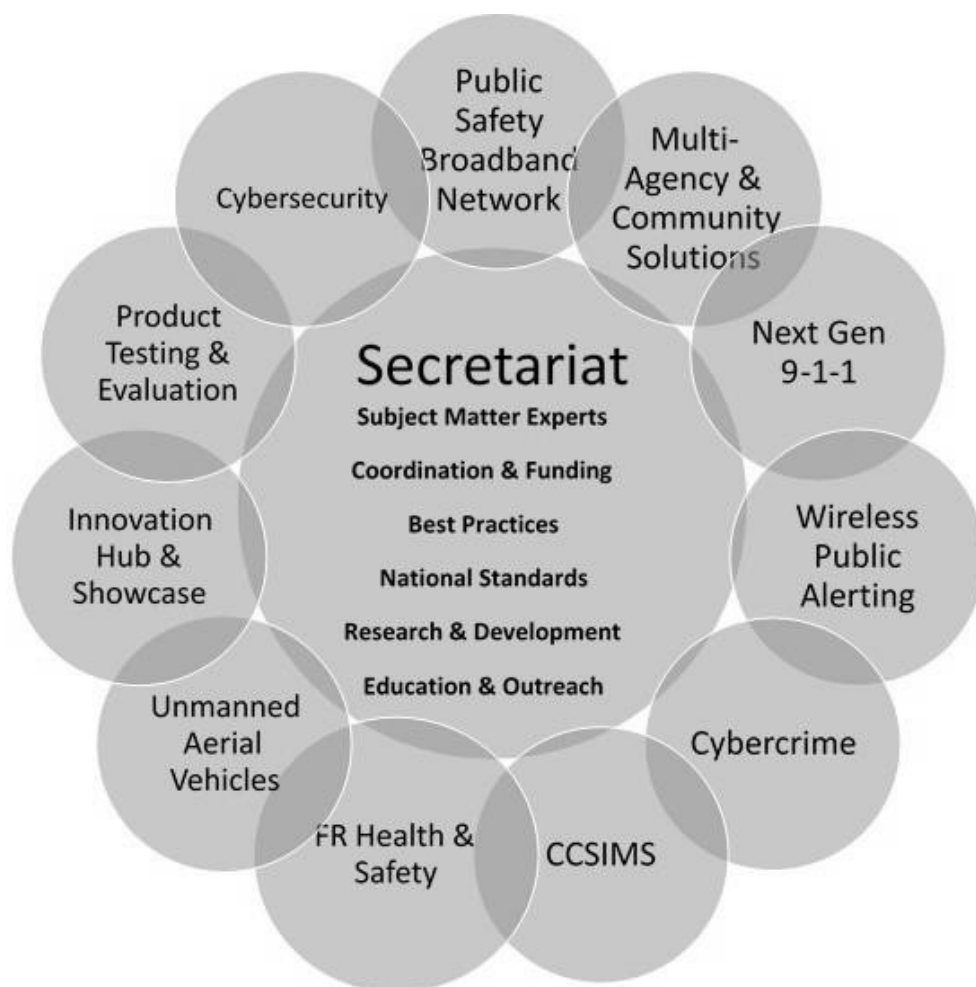 Public
Safety
Broadband
Network
Multi-
Agency &
Community
Solutions
Next Gen
9-1-1
Wireless
Public
Alerting
Cybercrime
CCSIMS
FR Health &
Safety
Unmanned
Aerial
Vehicles
Innovation
Hub &
Showcase
Product
Testing &
Evaluation
Cybersecurity
Secretariat
Subject Matter Experts
Coordination & Funding
Best Practices
National Standards
Research & Development
Education & Outreach